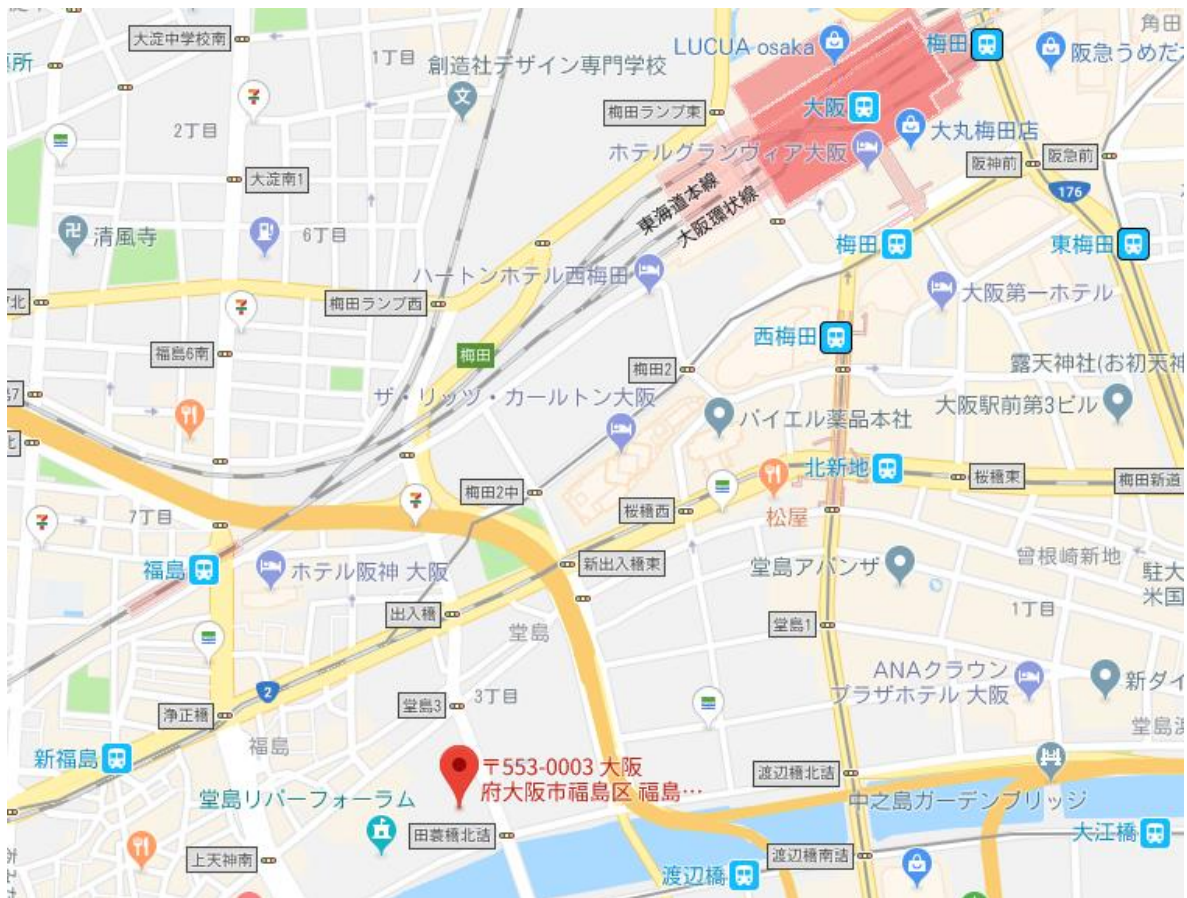 大淀中学校南
1丁目
創造社デザイン専門学校
LUCUA osaka
梅田
角田
阪急うめだ
所
2丁目
梅田ランプ東
大阪
大丸梅田店
ホテルグランヴィア大阪
阪神前
阪急前
176
大淀南1
東海道本線
大阪環状線
清風寺
6丁目
梅田
東梅田
ハートンホテル西梅田
大阪第一ホテル
北
梅田ランプ西
西梅田
福島6南
梅田
梅田2
露天神社(お初天神
7
ザ・リッツ・カールトン大阪
バイエル薬品本社
大阪駅前第3ビル
北
北新地
桜橋東
梅田新道
梅田2中
桜橋西
松屋
7丁目
福島
ホテル阪神 大阪
新出入橋東
堂島アバンザ
曽根崎新地
駐大
米国
出入橋
堂島
堂島1
1丁目
2
3丁目
ANAクラウン
プラザホテル 大阪
新ダイ
浄正橋
堂島3
堂島浜
新福島
福島
〒553-0003 大阪
府大阪市福島区 福島…
渡辺橋北詰
堂島リバーフォーラム
中之島ガーデンブリッジ
田蓑橋北詰
大江橋
上天神南
渡辺橋
渡辺橋南詰